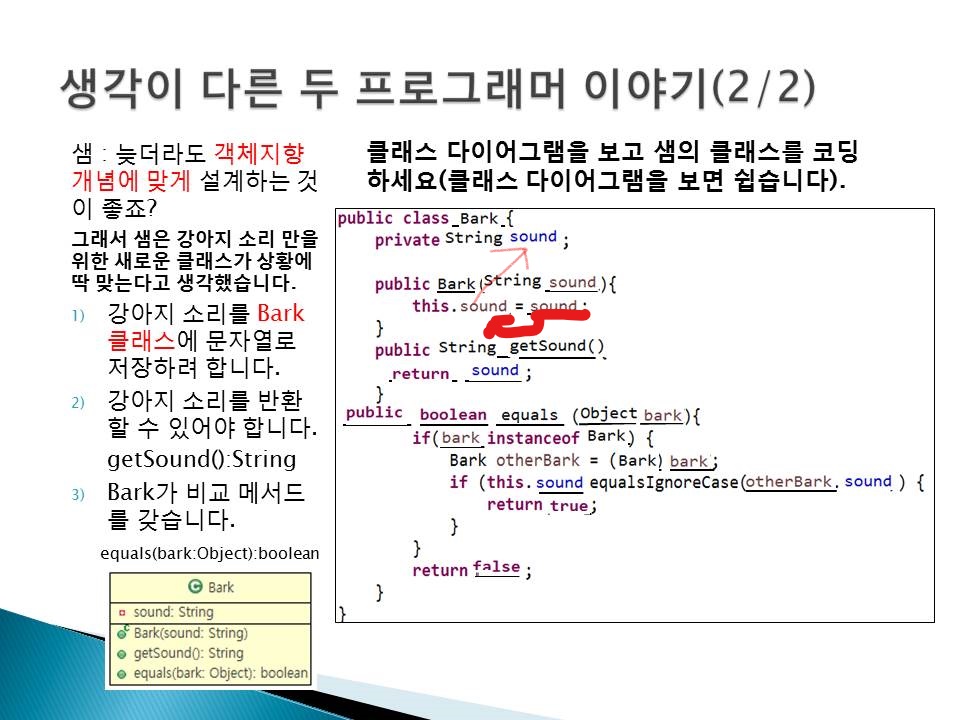 생각이 다른 두 프로그래머 이야기(2/2)
샘 : 늦더라도 객체지향
개념에 맞게 설계하는 것
이 좋죠?
그래서 샘은 강아지 소리 만을
위한 새로운 클래스가 상황에
딱 맞는다고 생각했습니다.
1) 강아지 소리를 Bark
클래스에 문자열로
저장하려 합니다.
2) 강아지 소리를 반환
할 수 있어야 합니다.
getSound():String
3) Bark가 비교 메서드
를 갖습니다.
equals(bark:Object):boolean
C Bark
sound: String
C Bark(sound: String)
getSound(): String
equals(bark: Object): boolean
클래스 다이어그램을 보고 샘의 클래스를 코딩
하세요(클래스 다이어그램을 보면 쉽습니다).
public class Bark {
private String sound ;
public Bark(String sound){
this.sound = sound;
}
public String getSound()
return sound ;
}
public boolean equals (Object bark){
if(bark instanceof Bark) {
Bark otherBark = (Bark) bark;
if (this. sound equalsIgnoreCase(otherBark. sound ) {
return true;
}
}
return false ;
}
}